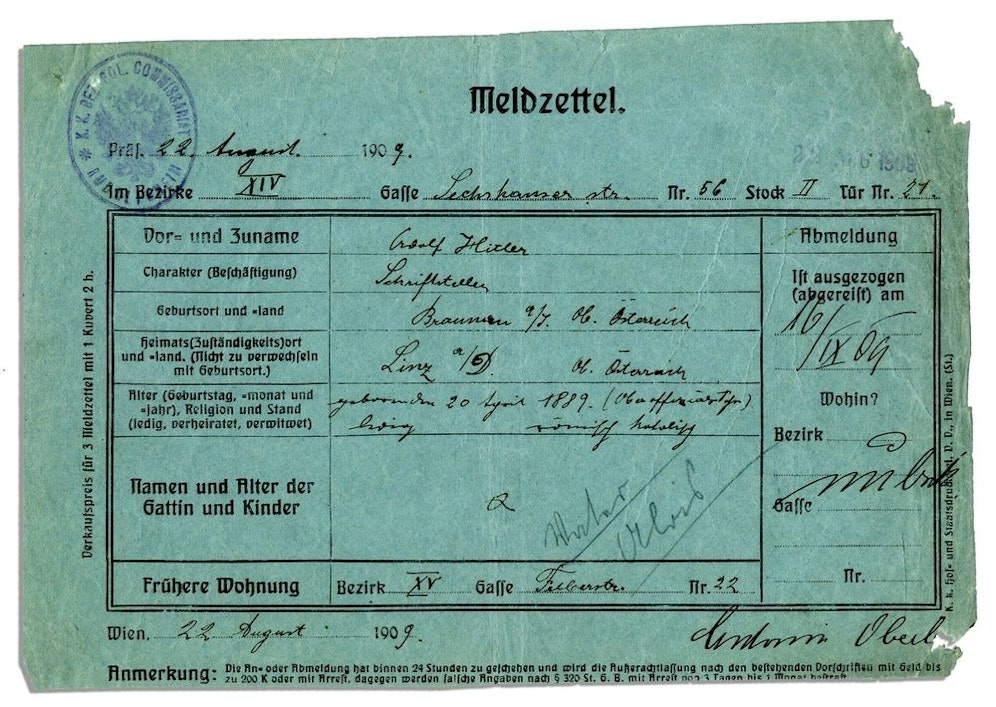 Meldzettel.
K. K. BEZ. POL. COMMISSARIAT
Präs. 22. August. 1909.
22. 1909
Am Bezirke XIV Gasse Sechshauser str. Nr. 56 Stock II Tür Nr. 21.
Vor- und Zuname Adolf Hitler
Charakter (Beschäftigung) Schriftsteller
Geburtsort und -land Braunau a/I. Ob. Österreich
Heimats(Zuständigkeits)ort
und -land. (Nicht zu verwechseln
mit Geburtsort.)
Linz a/D. Ob. Österreich
Alter (Geburtstag, -monat und
-jahr), Religion und Stand
(ledig, verheiratet, verwitwet)
geboren den 20 April 1889.
ledig römisch katholisch
Namen und Alter der
Gattin und Kinder
Vater
Alois
Frühere Wohnung Bezirk XV Gasse Felberstr. Nr. 22
Abmeldung
Ist ausgezogen
(abgereist) am
16/
/IX 09
Wohin?
Bezirk
Gasse
Nr.
Wien, 22 August 1909.
Antonie Oberl
Anmerkung: Die An- oder Abmeldung hat binnen 24 Stunden zu geschehen und wird die Außerachtlassung nach den bestehenden Vorschriften mit Geld bis
zu 200 K oder mit Arrest, dagegen werden falsche Angaben nach § 320 St. G. B. mit Arrest von 3 Tagen bis 1 Monat bestraft.
Verkaufspreis für 3 Meldzettel mit 1 Kuvert 2 h.
K. k. Hof- und Staatsdruckerei, in Wien. (St.)